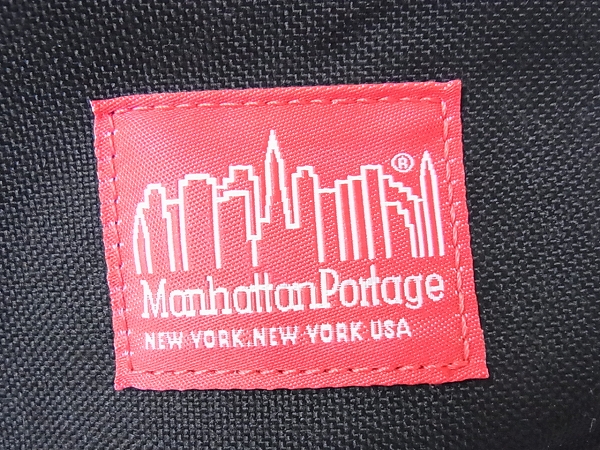 ®
ManhattanPortage
NEW YORK, NEW YORK USA